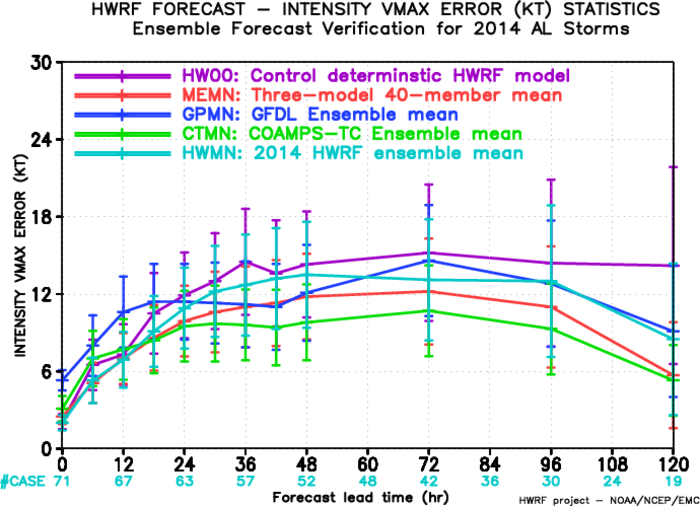 HWRF FORECAST – INTENSITY VMAX ERROR (KT) STATISTICS
Ensemble Forecast Verification for 2014 AL Storms
INTENSITY VMAX ERROR (KT)
30
24
18
12
6
0
HW00: Control determinstic HWRF model
MEMN: Three–model 40–member mean
GPMN: GFDL Ensemble mean
CTMN: COAMPS–TC Ensemble mean
HWMN: 2014 HWRF ensemble mean
0 12 24 36 48 60 72 84 96 108 120
#CASE 71 67 63 57 52 48 42 36 30 24 19
Forecast lead time (hr)
HWRF project – NOAA/NCEP/EMC